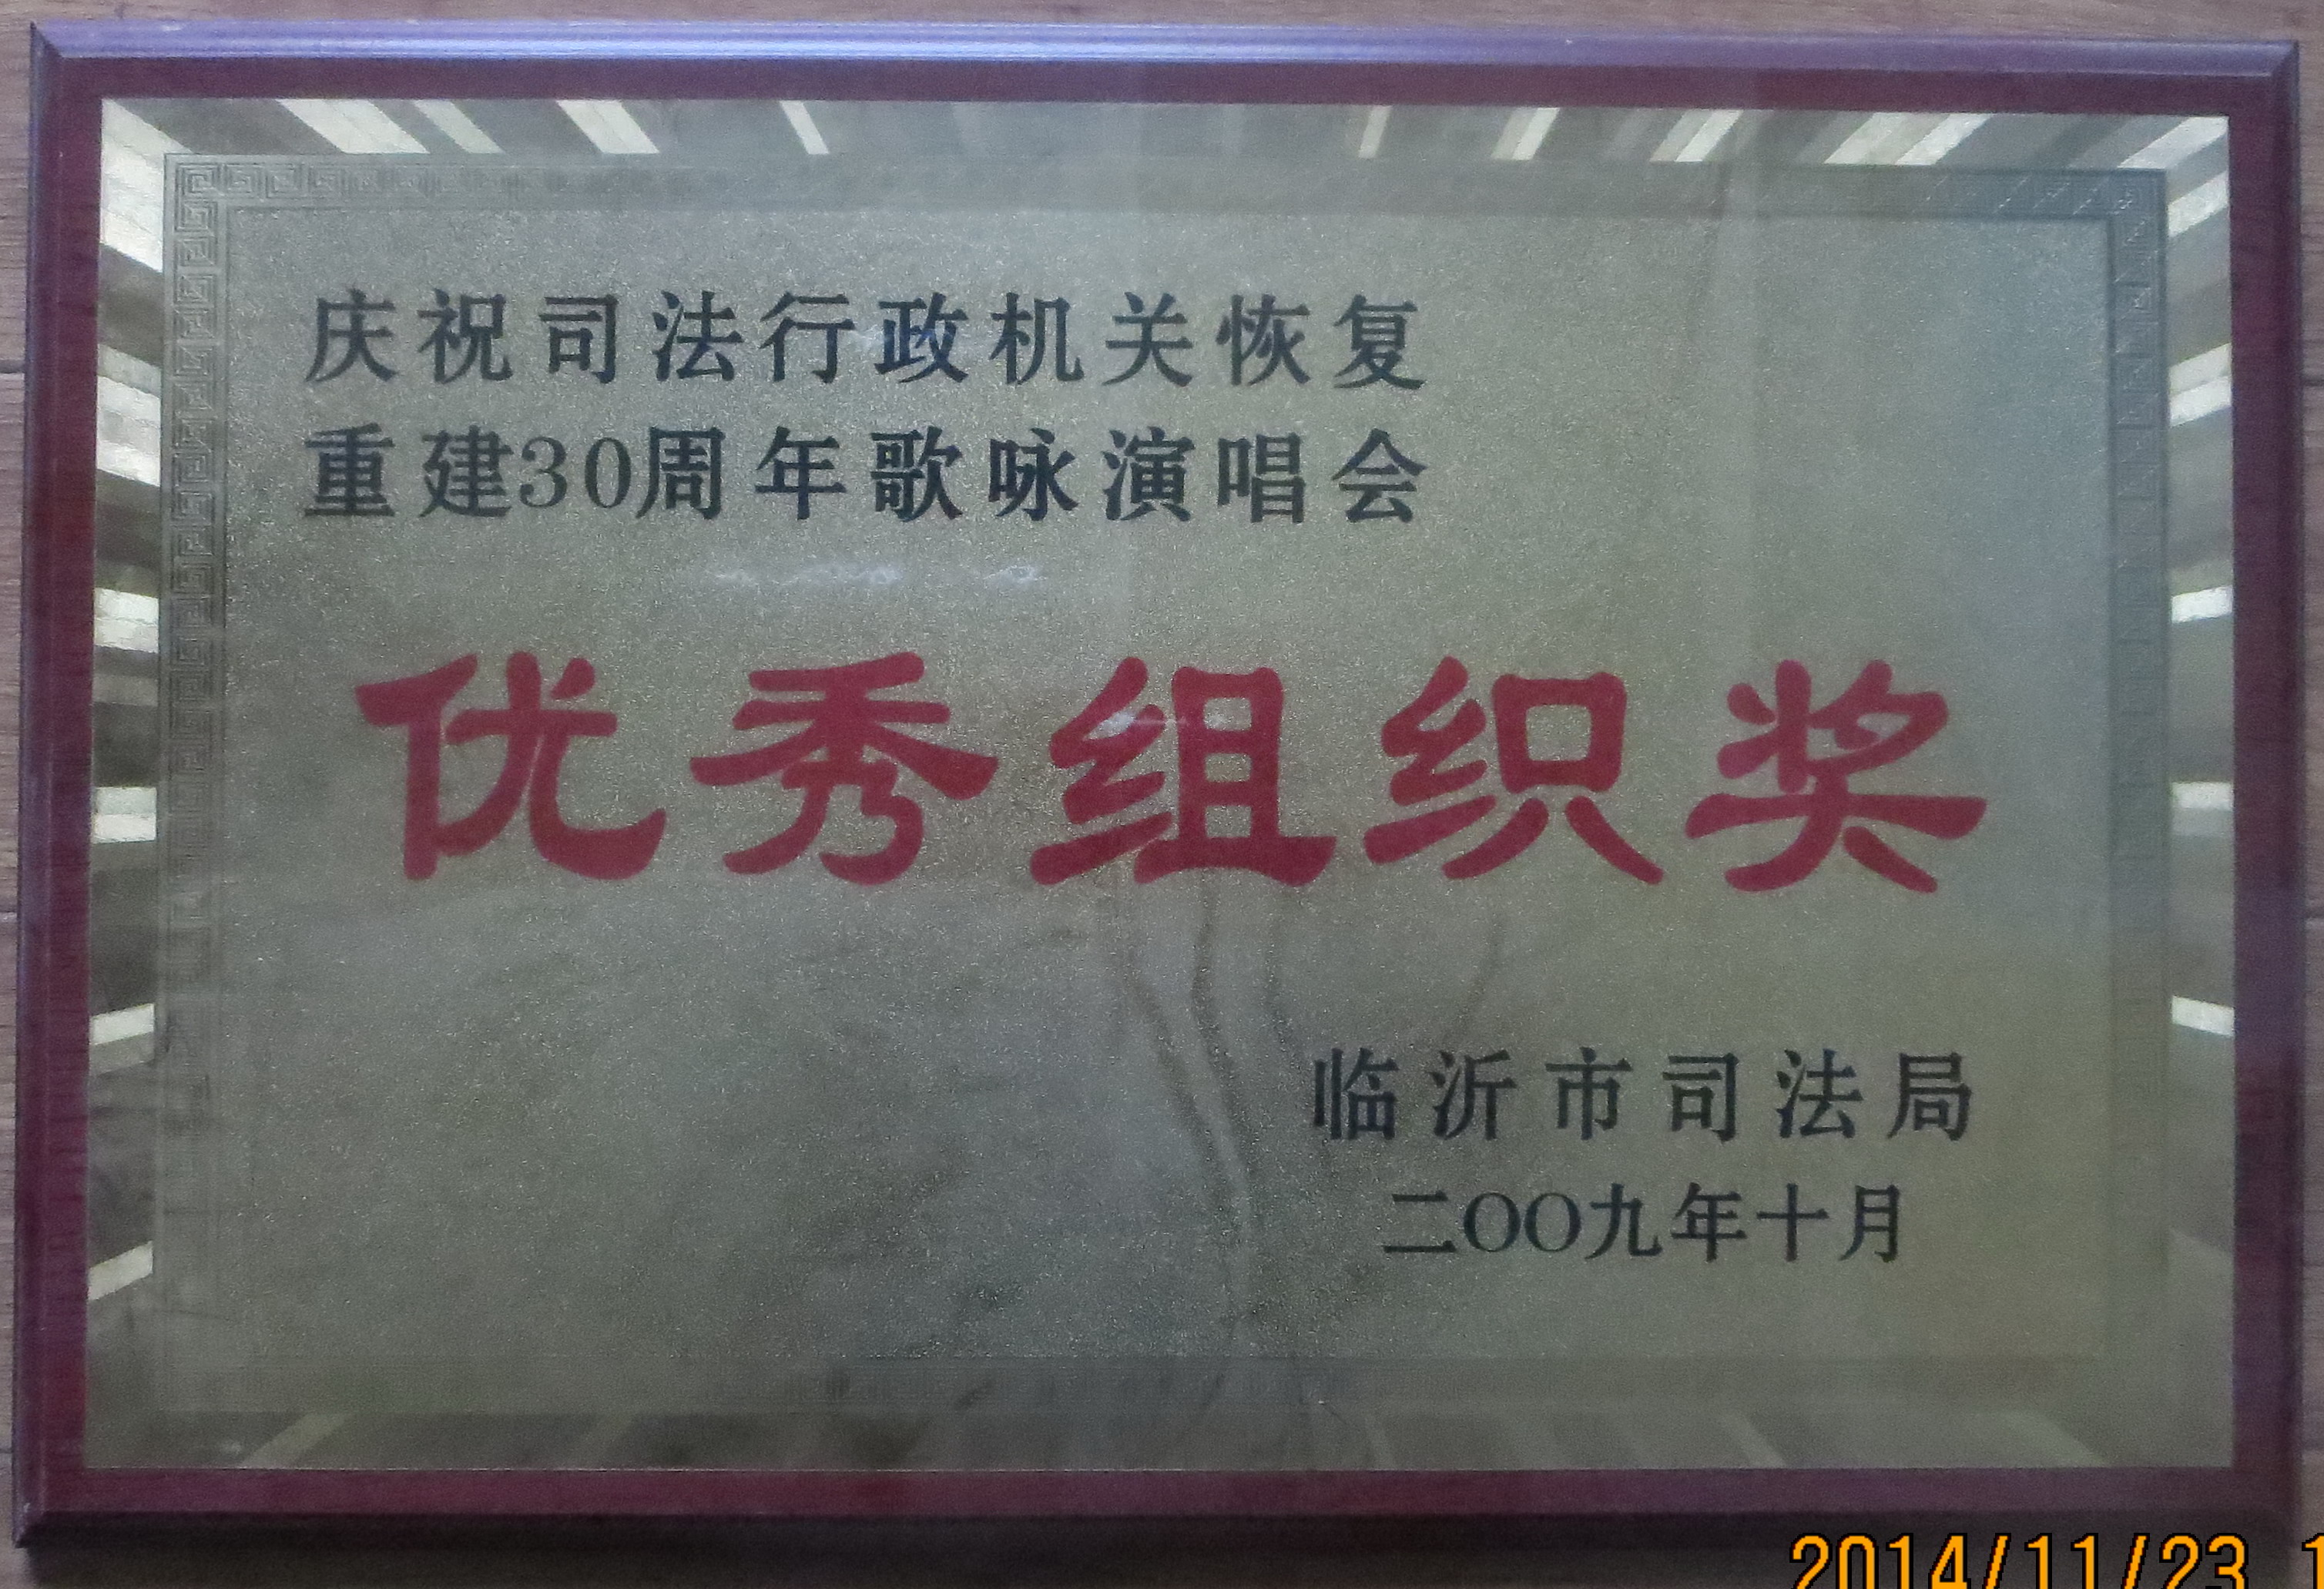 庆祝司法行政机关恢复
重建30周年歌咏演唱会
优秀组织奖
临沂市司法局
二〇〇九年十月
2014/11/23